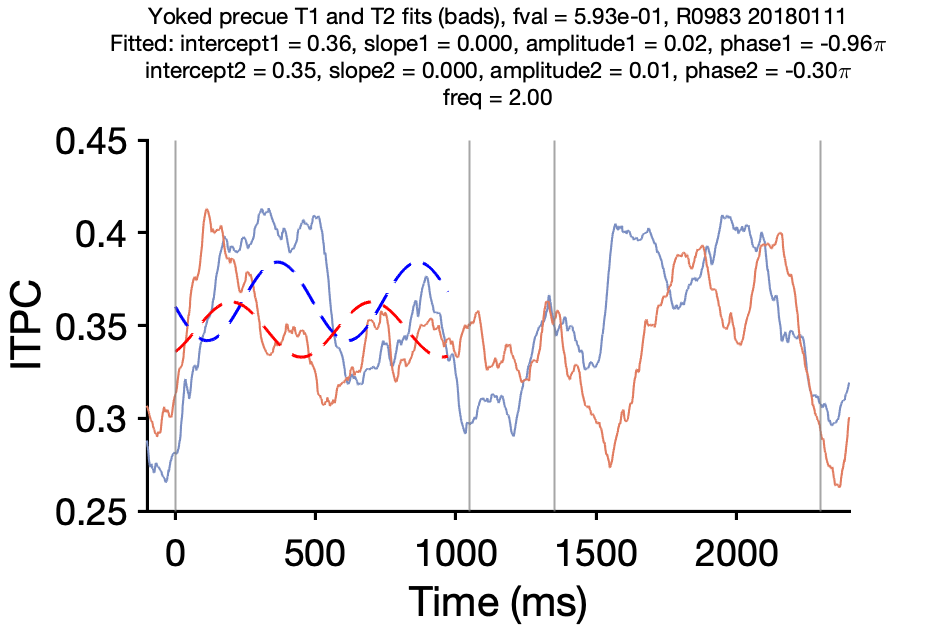 Yoked precue T1 and T2 fits (bads), fval = 5.93e-01, R0983 20180111
Fitted: intercept1 = 0.36, slope1 = 0.000, amplitude1 = 0.02, phase1 = -0.96π
intercept2 = 0.35, slope2 = 0.000, amplitude2 = 0.01, phase2 = -0.30π
freq = 2.00
0.45
0.4
0.35
0.3
0.25
ITPC
0 500 1000 1500 2000
Time (ms)